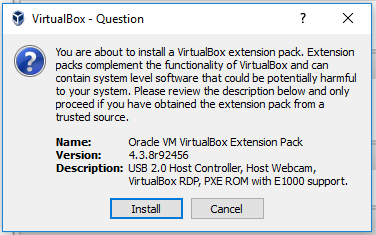 VirtualBox - Question
You are about to install a VirtualBox extension pack. Extension
packs complement the functionality of VirtualBox and can
contain system level software that could be potentially harmful
to your system. Please review the description below and only
proceed if you have obtained the extension pack from a
trusted source.
Name: Oracle VM VirtualBox Extension Pack
Version: 4.3.8r92456
Description: USB 2.0 Host Controller, Host Webcam,
VirtualBox RDP, PXE ROM with E1000 support.
Install Cancel